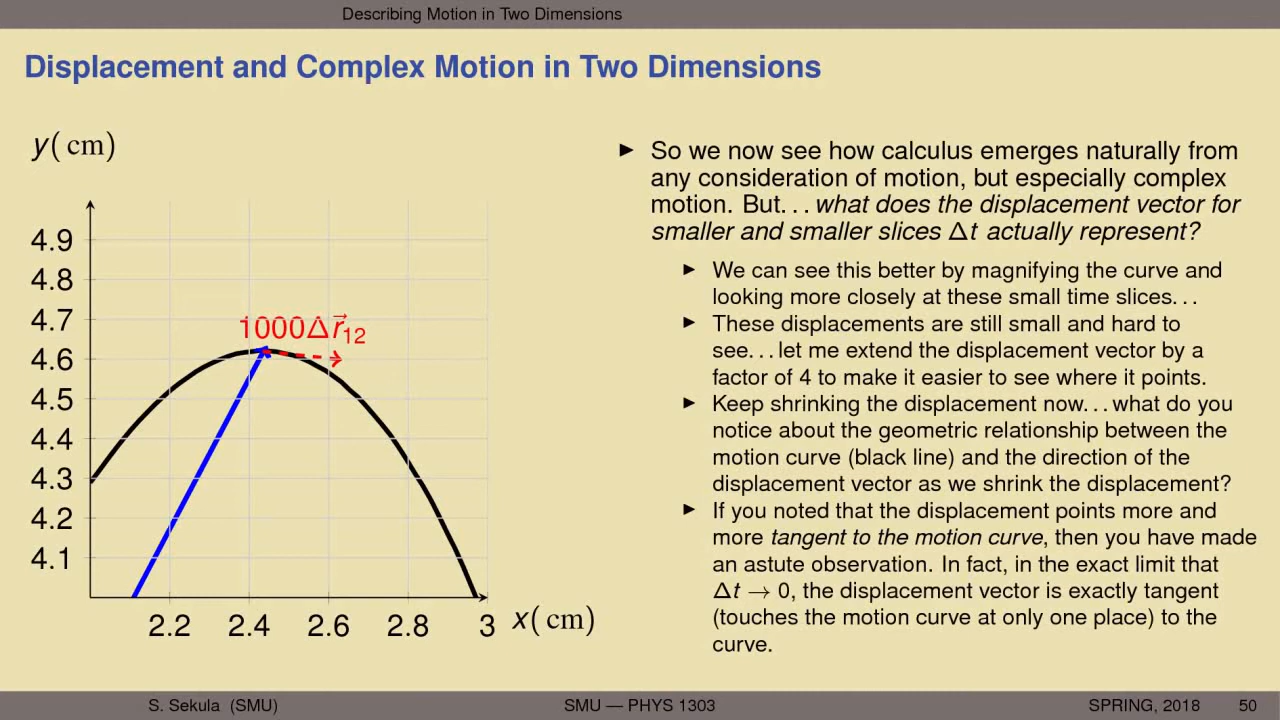 Describing Motion in Two Dimensions
Displacement and Complex Motion in Two Dimensions
y( cm)
4.9
4.8
4.7
4.6
4.5
4.4
4.3
4.2
4.1
1000Δr⃗12
2.2 2.4 2.6 2.8 3 x( cm)
► So we now see how calculus emerges naturally from
any consideration of motion, but especially complex
motion. But. . . what does the displacement vector for
smaller and smaller slices Δt actually represent?
► We can see this better by magnifying the curve and
looking more closely at these small time slices. . .
► These displacements are still small and hard to
see. . . let me extend the displacement vector by a
factor of 4 to make it easier to see where it points.
► Keep shrinking the displacement now. . . what do you
notice about the geometric relationship between the
motion curve (black line) and the direction of the
displacement vector as we shrink the displacement?
► If you noted that the displacement points more and
more tangent to the motion curve, then you have made
an astute observation. In fact, in the exact limit that
Δt → 0, the displacement vector is exactly tangent
(touches the motion curve at only one place) to the
curve.
S. Sekula (SMU) SMU — PHYS 1303 SPRING, 2018 50